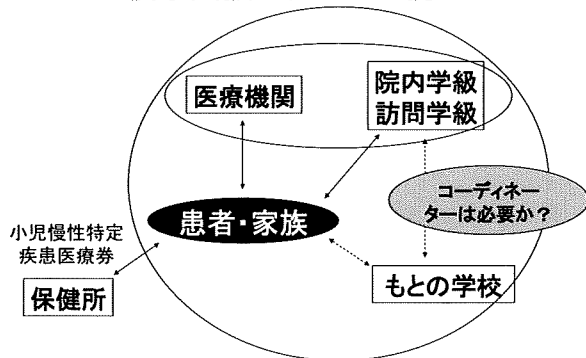 医療機関
院内学級
訪問学級
コーディネー
ターは必要か？
患者・家族
小児慢性特定
疾患医療券
保健所
もとの学校